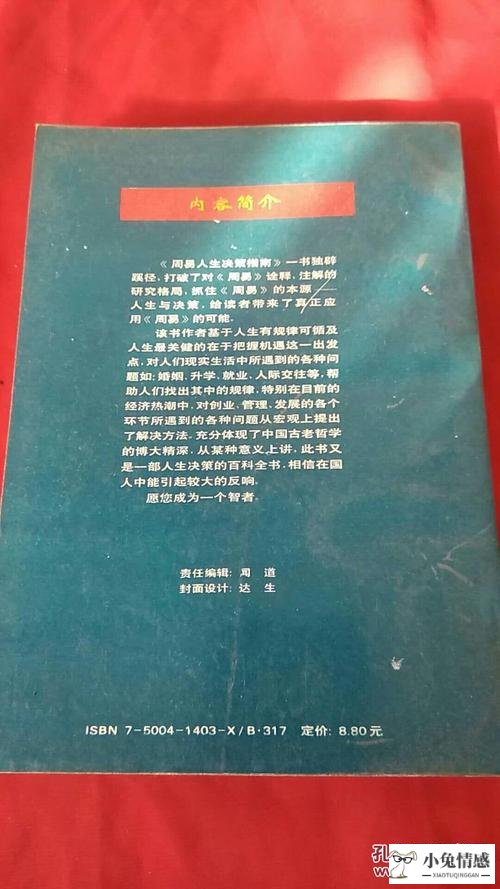 内容简介
《周易人生决策指南》一书独辟
蹊径，打破了对《周易》诠释，注解的
研究格局，抓住《周易》的本源——
人生与决策，给读者带来了真正应
用《周易》的可能。
该书作者基于人生有规律可循及
人生最关健的在于把握机遇这一出发
点，对人们现实生活中所遇到的各种问
题如：婚姻、升学、就业、人际交往等，帮
助人们找出其中的规律，特别在目前的
经济热潮中，对创业、管理、发展的各个
环节所遇到的各种问题从宏观上提出
了解决方法。充分体现了中国古老哲学
的博大精深，从某种意义上讲，此书又
是一部人生决策的百科全书，相信在国
人中能引起较大的反响。
愿您成为一个智者。
责任编辑：闻 道
封面设计：达 生
ISBN 7-5004-1403-X/B·317 定价：8.80元
孔
小兔情感
XIAOTUQINGGAN